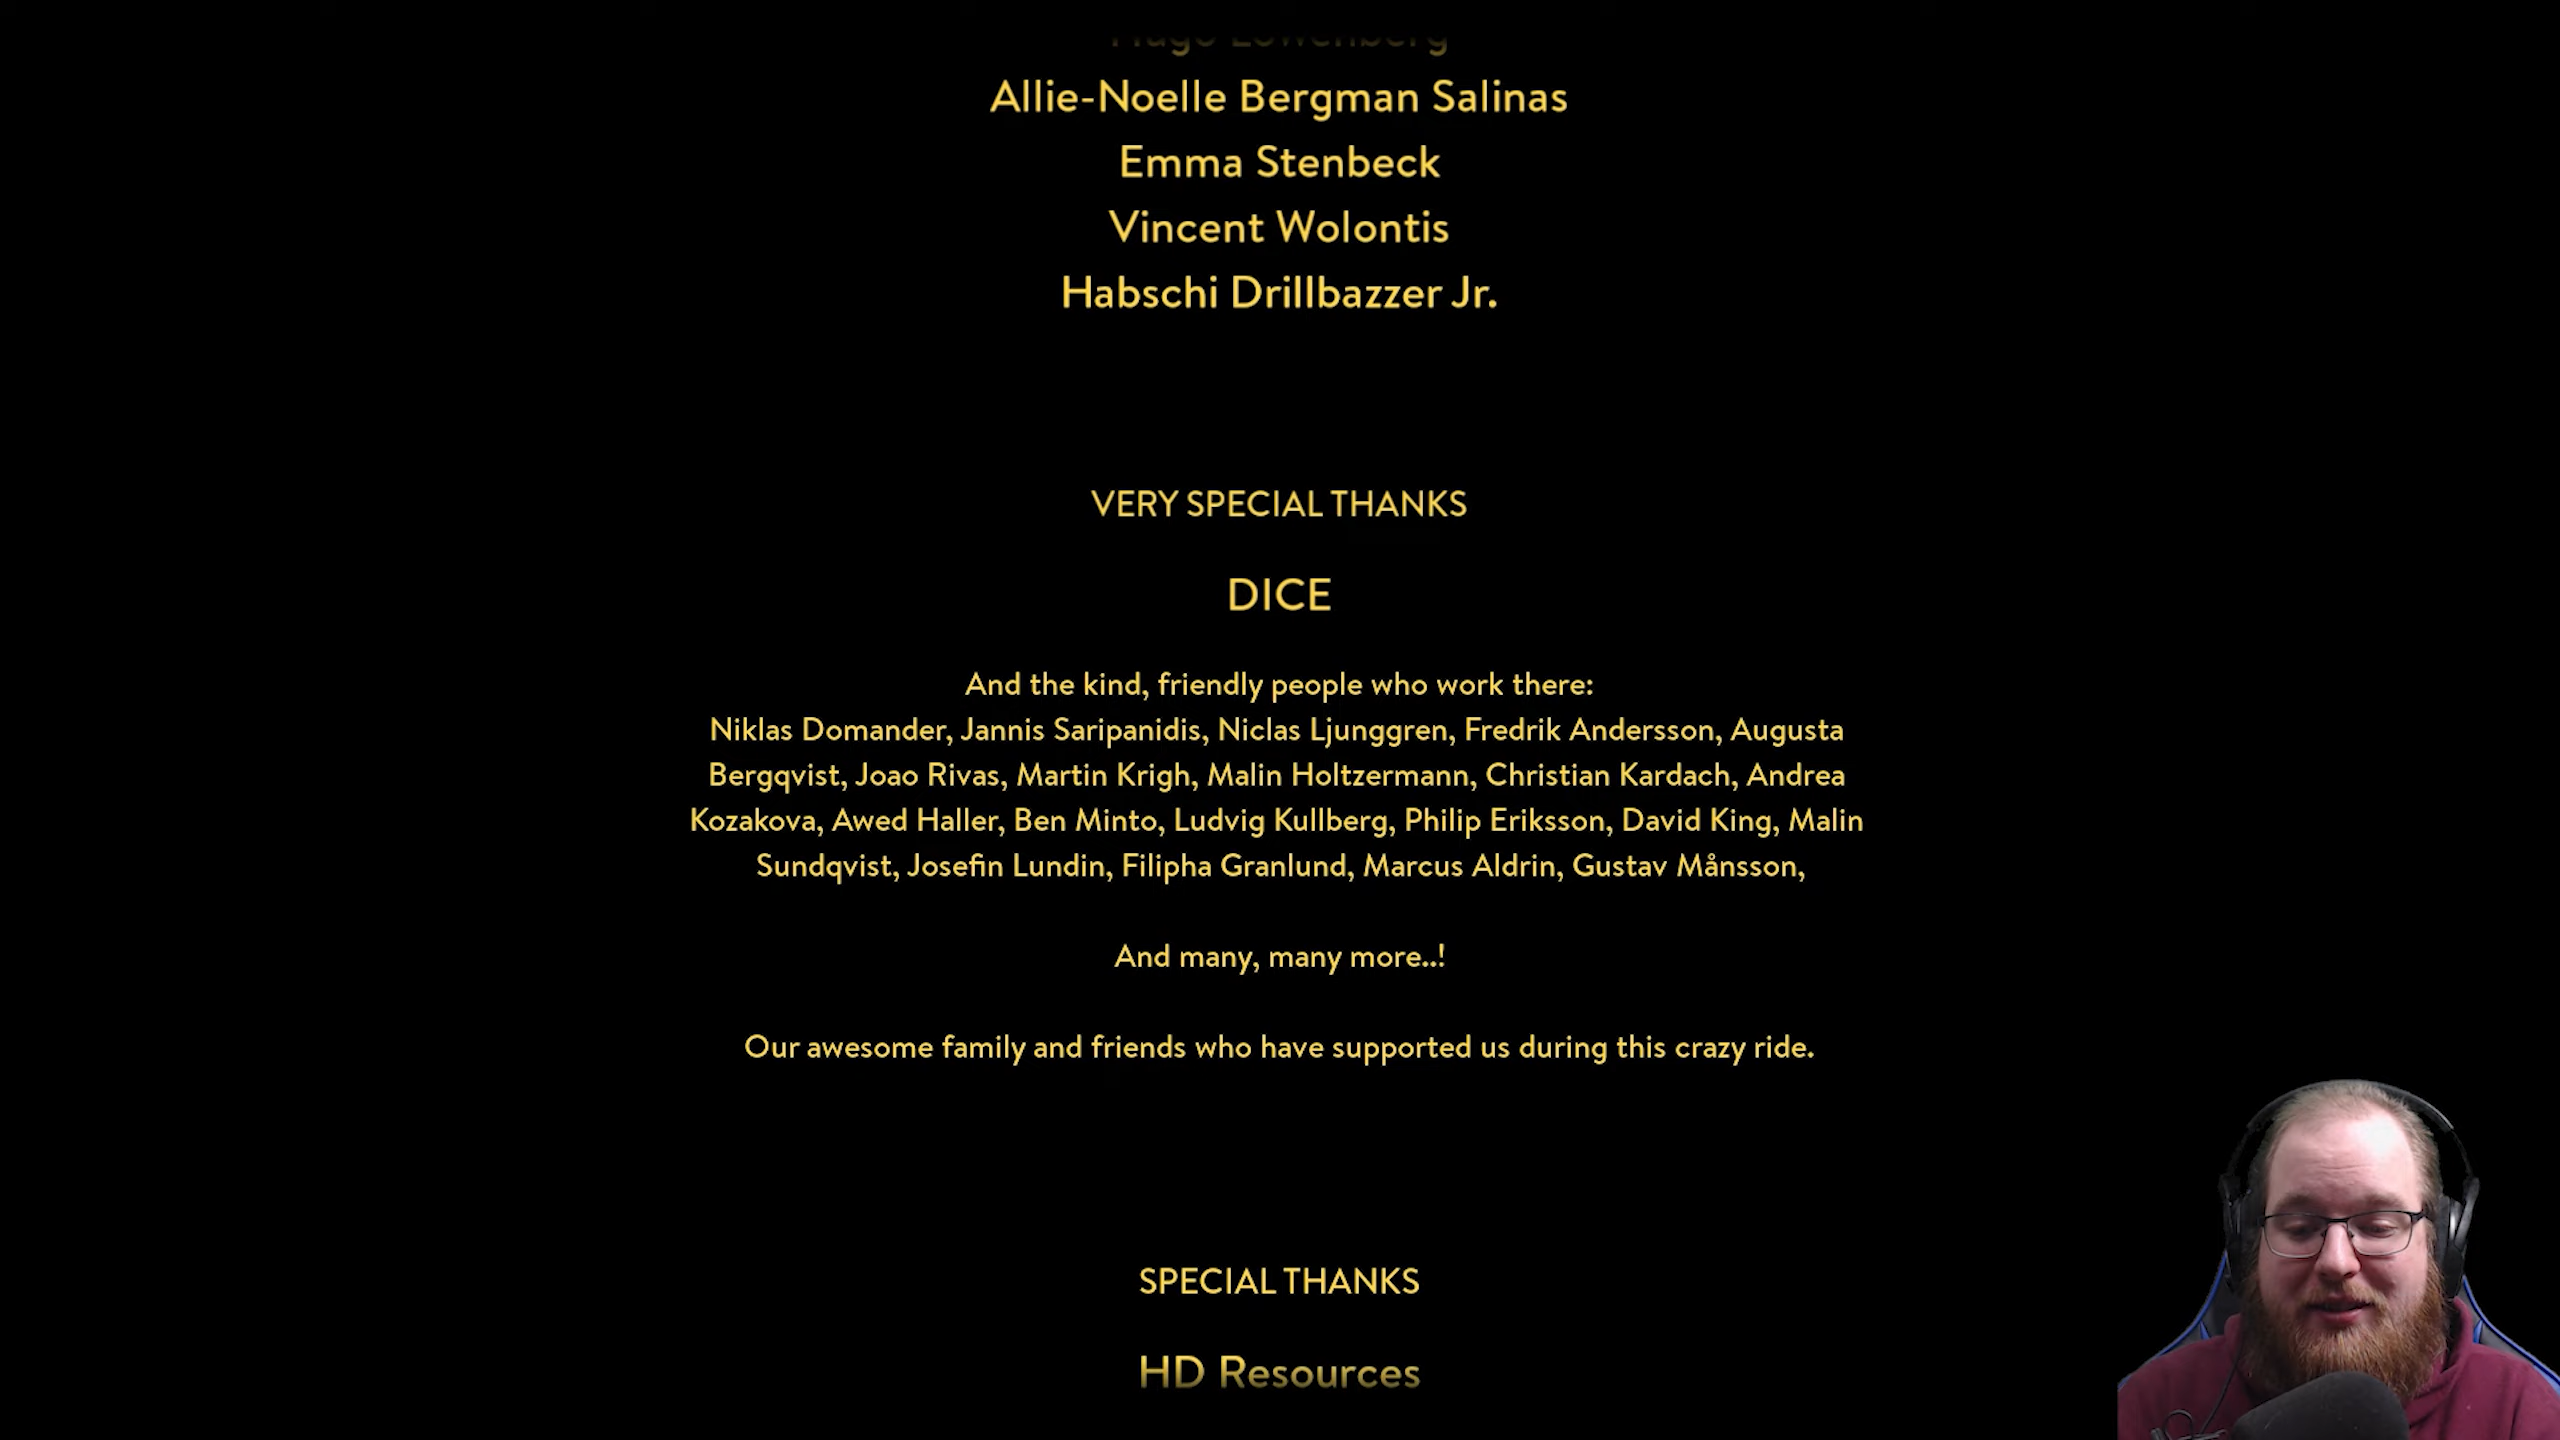 Allie-Noelle Bergman Salinas
Emma Stenbeck
Vincent Wolontis
Habschi Drillbazzer Jr.
VERY SPECIAL THANKS
DICE
And the kind, friendly people who work there:
Niklas Domander, Jannis Saripanidis, Niclas Ljunggren, Fredrik Andersson, Augusta
Bergqvist, Joao Rivas, Martin Krigh, Malin Holtzermann, Christian Kardach, Andrea
Kozakova, Awed Haller, Ben Minto, Ludvig Kullberg, Philip Eriksson, David King, Malin
Sundqvist, Josefin Lundin, Filipha Granlund, Marcus Aldrin, Gustav Månsson,
And many, many more..!
Our awesome family and friends who have supported us during this crazy ride.
SPECIAL THANKS
HD Resources